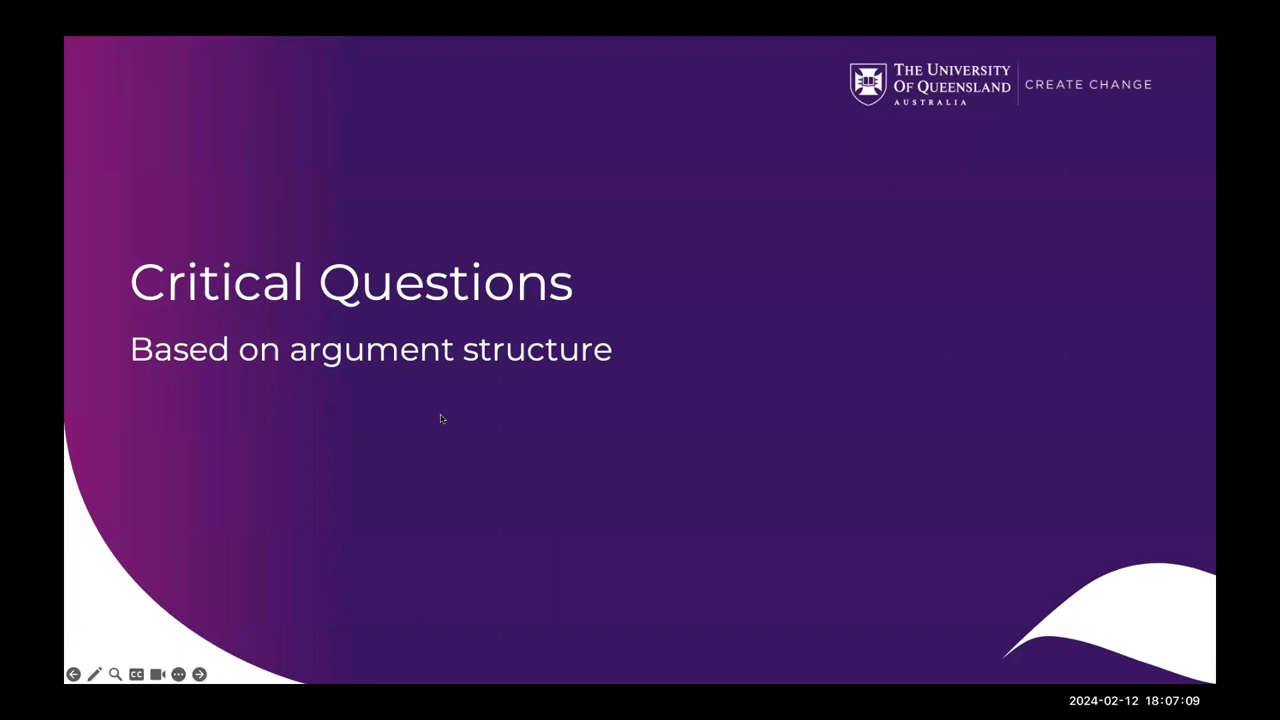 THE UNIVERSITY
OF QUEENSLAND
AUSTRALIA
CREATE CHANGE
Critical Questions
Based on argument structure
CC
2024-02-12 18:07:09